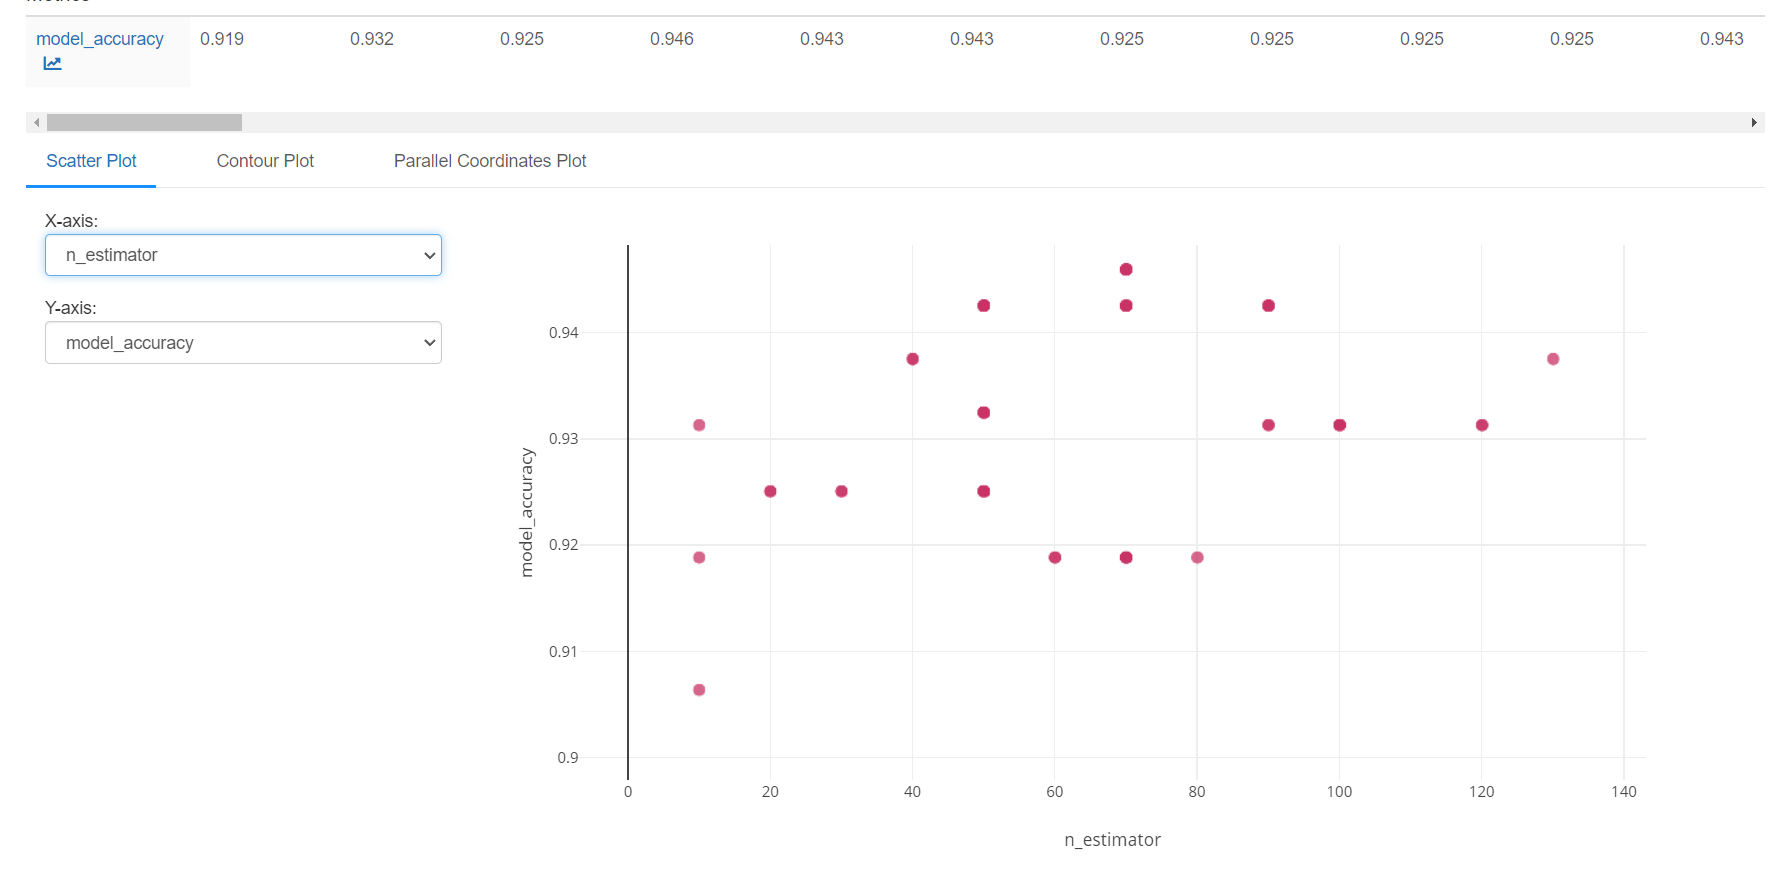 model_accuracy 0.919 0.932 0.925 0.946 0.943 0.943 0.925 0.925 0.925 0.925 0.943
Scatter Plot Contour Plot Parallel Coordinates Plot
X-axis:
n_estimator
Y-axis:
model_accuracy
model_accuracy
0.94
0.93
0.92
0.91
0.9
0 20 40 60 80 100 120 140
n_estimator